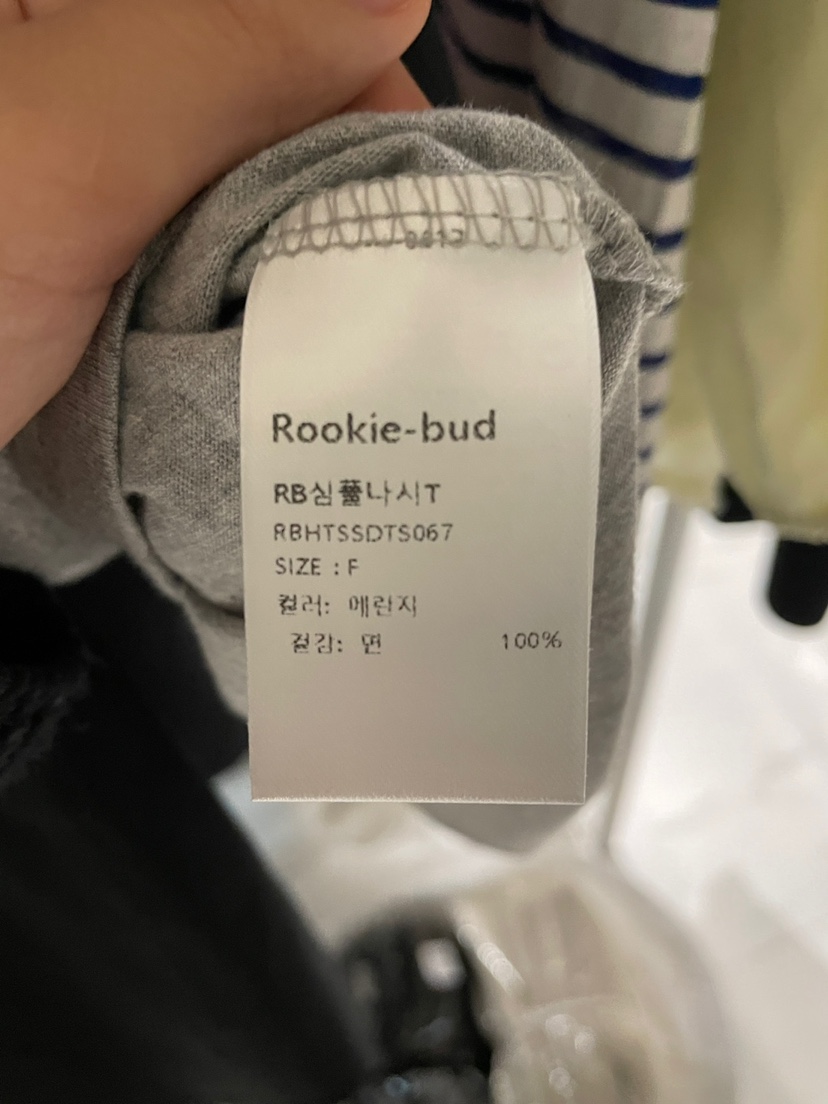 Rookie-bud
RB심플나시T
RBHTSSDTS067
SIZE : F
컬러: 메란지
겉감: 면 100%